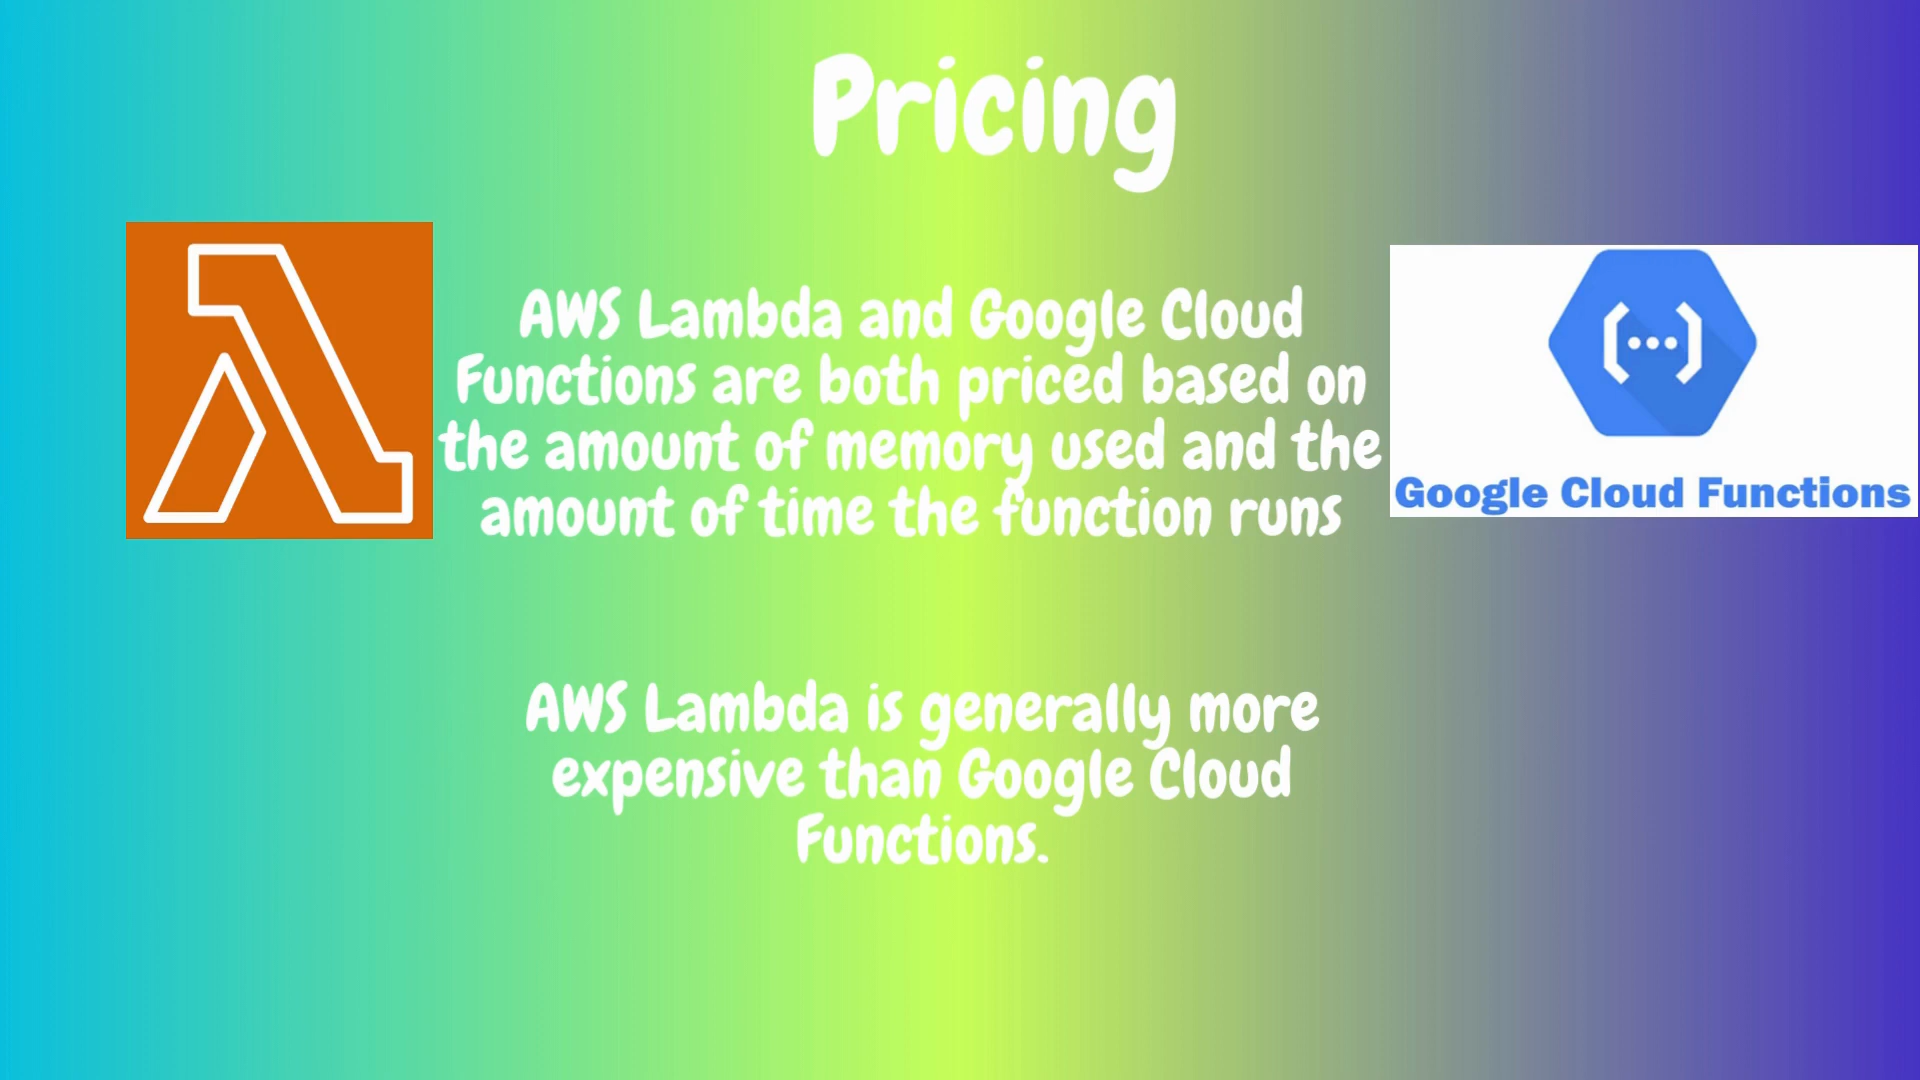 Pricing
AWS Lambda and Google Cloud
Functions are both priced based on
the amount of memory used and the
amount of time the function runs
Google Cloud Functions
AWS Lambda is generally more
expensive than Google Cloud
Functions.